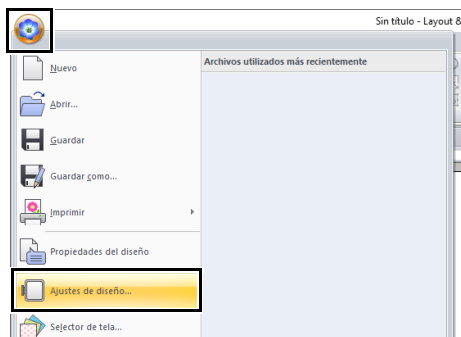 Sin título - Layout &
Archivos utilizados más recientemente
Nuevo
Abrir...
Guardar
Guardar como...
Imprimir
Propiedades del diseño
Ajustes de diseño...
Selector de tela...